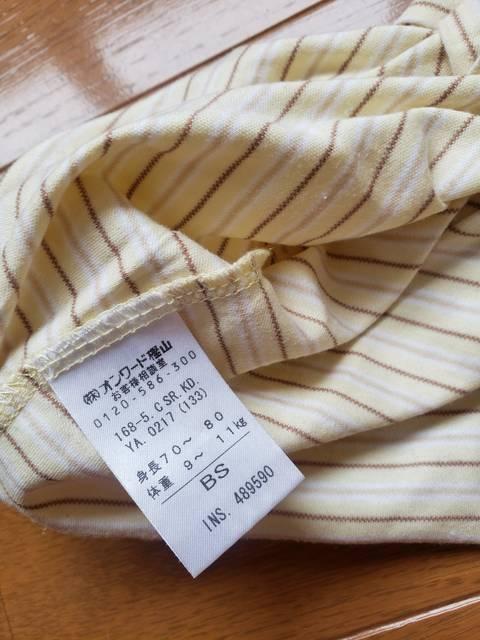 ㈱オンワード樫山
お客様相談室
0120-586-300
168-5. CSR. KD.
YA. 0217 (133)
身長70～ 80
体重 9～ 11㎏
BS
INS. 489590